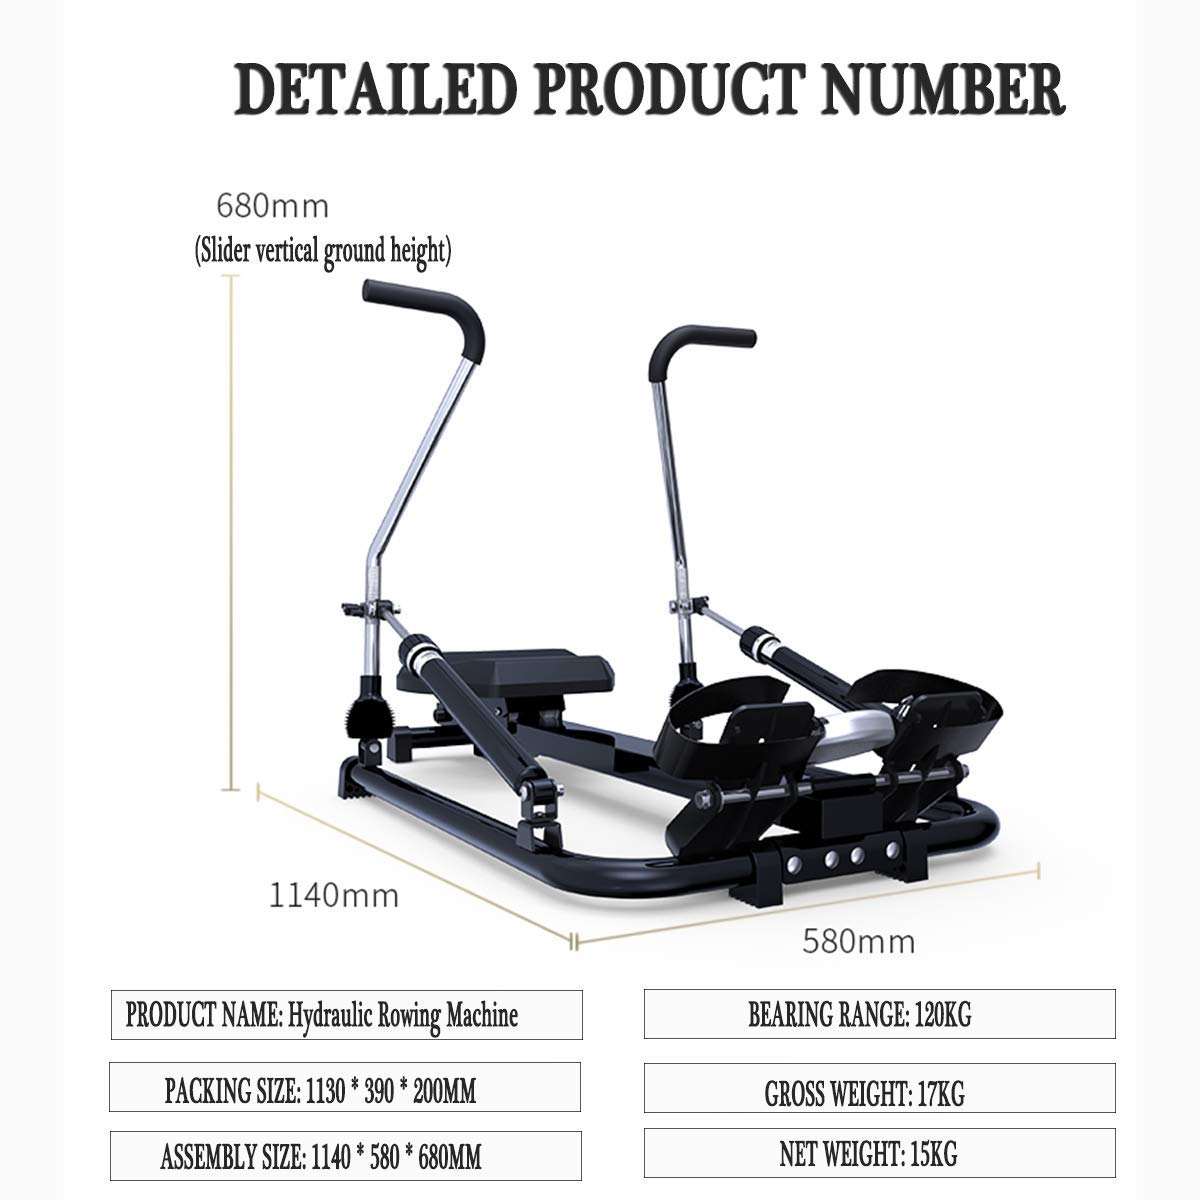 DETAILED PRODUCT NUMBER
680mm
(Slider vertical ground height)
1140mm
580mm
PRODUCT NAME: Hydraulic Rowing Machine
BEARING RANGE: 120KG
PACKING SIZE: 1130 * 390 * 200MM
GROSS WEIGHT: 17KG
ASSEMBLY SIZE: 1140 * 580 * 680MM
NET WEIGHT: 15KG